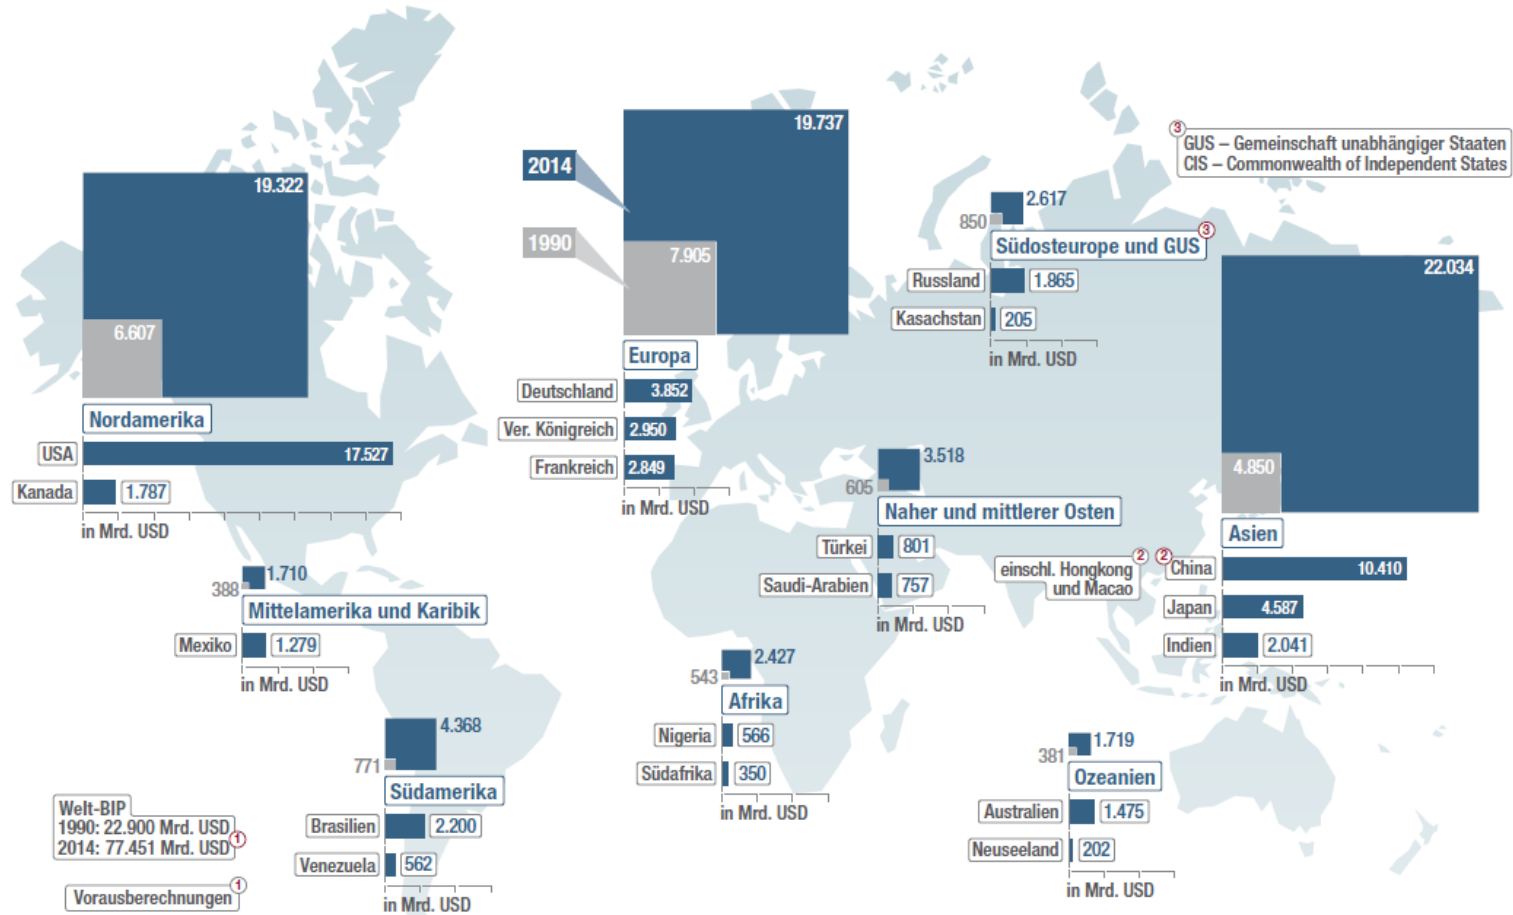 19.322
6.607
Nordamerika
USA
17.527
Kanada
1.787
in Mrd. USD
2014
1990
19.737
7.905
Europa
Deutschland
3.852
Ver. Königreich
2.950
Frankreich
2.849
in Mrd. USD
3
GUS – Gemeinschaft unabhängiger Staaten
CIS – Commonwealth of Independent States
2.617
850
Südosteurope und GUS 3
Russland
1.865
Kasachstan
205
in Mrd. USD
22.034
4.850
Asien
2
China
10.410
Japan
4.587
Indien
2.041
in Mrd. USD
2
einschl. Hongkong
und Macao
3.518
605
Naher und mittlerer Osten
Türkei
801
Saudi-Arabien
757
in Mrd. USD
1.710
388
Mittelamerika und Karibik
Mexiko
1.279
in Mrd. USD
2.427
543
Afrika
Nigeria
566
Südafrika
350
in Mrd. USD
4.368
771
Südamerika
Brasilien
2.200
Venezuela
562
in Mrd. USD
1.719
381
Ozeanien
Australien
1.475
Neuseeland
202
in Mrd. USD
Welt-BIP
1990: 22.900 Mrd. USD
2014: 77.451 Mrd. USD 1
Vorausberechnungen 1